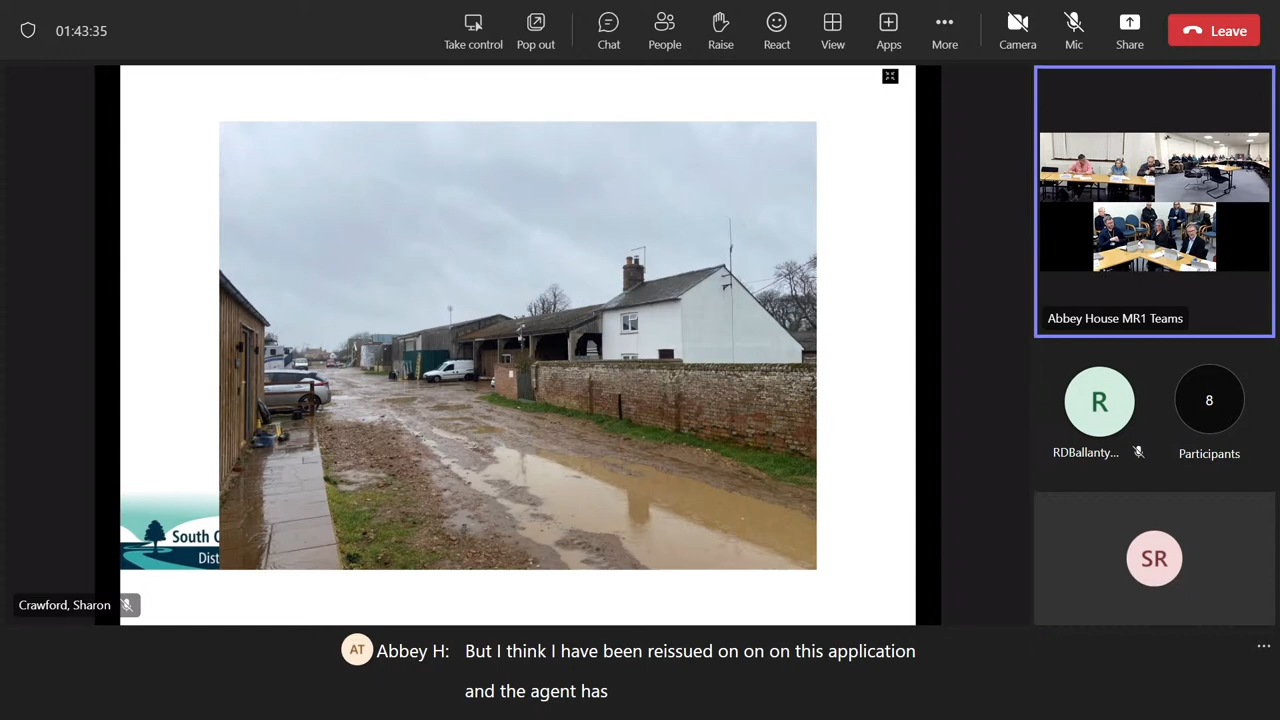 01:43:35
Take control
Pop out
Chat
People
8
Raise
React
View
Apps
More
Camera
Mic
Share
Leave
Abbey House MR1 Teams
R
RDBallanty...
8
Participants
SR
South
Dist
Crawford, Sharon
AT
Abbey H:
But I think I have been reissued on on on this application
and the agent has